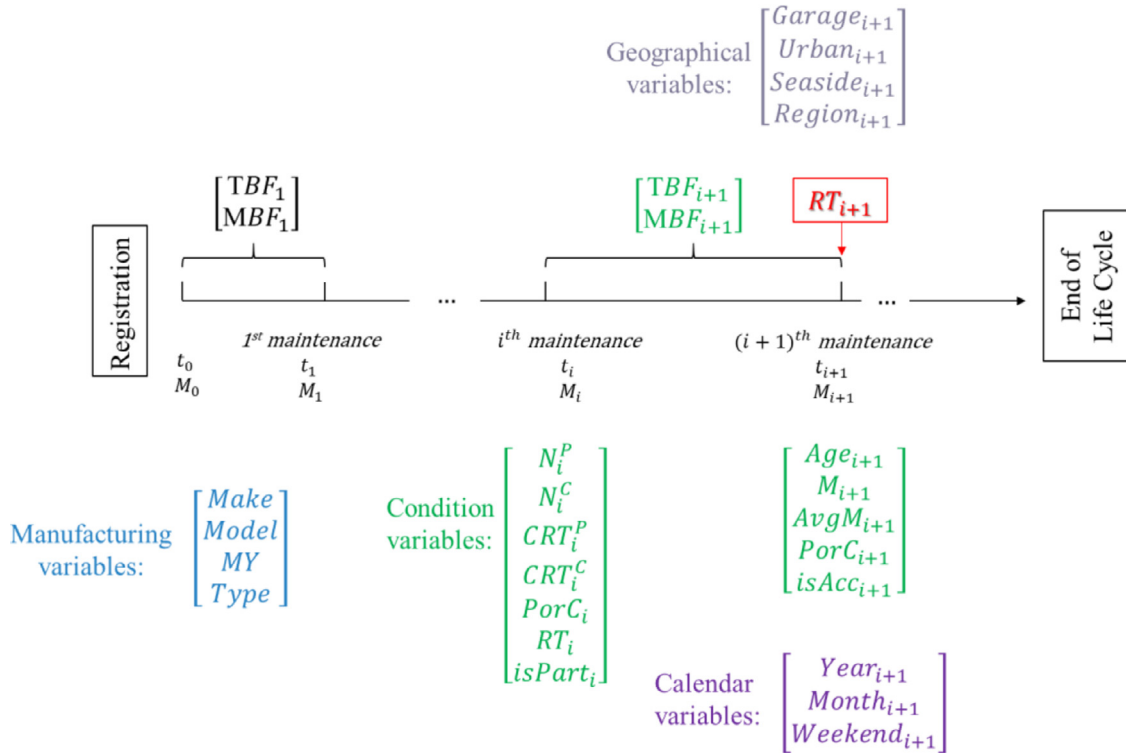 Geographical
variables:
Garage_{i+1}
Urban_{i+1}
Seaside_{i+1}
Region_{i+1}
TBF_1
MBF_1
TBF_{i+1}
MBF_{i+1}
RT_{i+1}
Registration
...
...
End of
Life Cycle
1^{st} maintenance
i^{th} maintenance
(i + 1)^{th} maintenance
t_0
M_0
t_1
M_1
t_i
M_i
t_{i+1}
M_{i+1}
Manufacturing
variables:
Make
Model
MY
Type
Condition
variables:
N_i^P
N_i^C
CRT_i^P
CRT_i^C
PorC_i
RT_i
isPart_i
Age_{i+1}
M_{i+1}
AvgM_{i+1}
PorC_{i+1}
isAcc_{i+1}
Calendar
variables:
Year_{i+1}
Month_{i+1}
Weekend_{i+1}